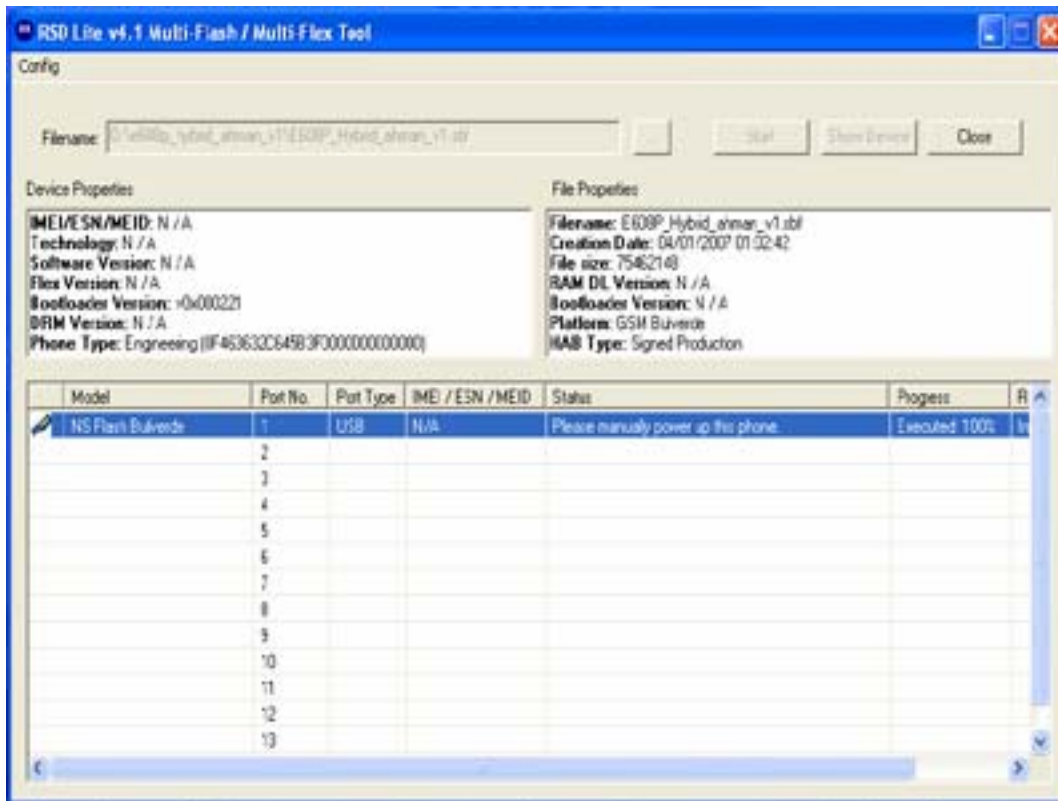 RSD Lite v4.1 Multi-Flash / Multi-Flex Tool
Config
Filename: Start Show Device Close
Device Properties
IMEI/ESN/MEID: N / A
Technology: N / A
Software Version: N / A
Flex Version: N / A
Bootloader Version: v0x000221
DRM Version: N / A
Phone Type: Engineering
File Properties
Filename: E608P_Hybrid_ahman_v1.sbf
Creation Date: 04/01/2007 01:32:42
File size: 75462148
RAM DL Version: N / A
Bootloader Version: N / A
Platform: GSM Bulverde
HAB Type: Signed Production
Model Port No. Port Type IMEI / ESN / MEID Status Progress R
NS Flash Bulverde 1 USB N/A Please manually power up this phone. Executed 100% In
2
3
4
5
6
7
8
9
10
11
12
13